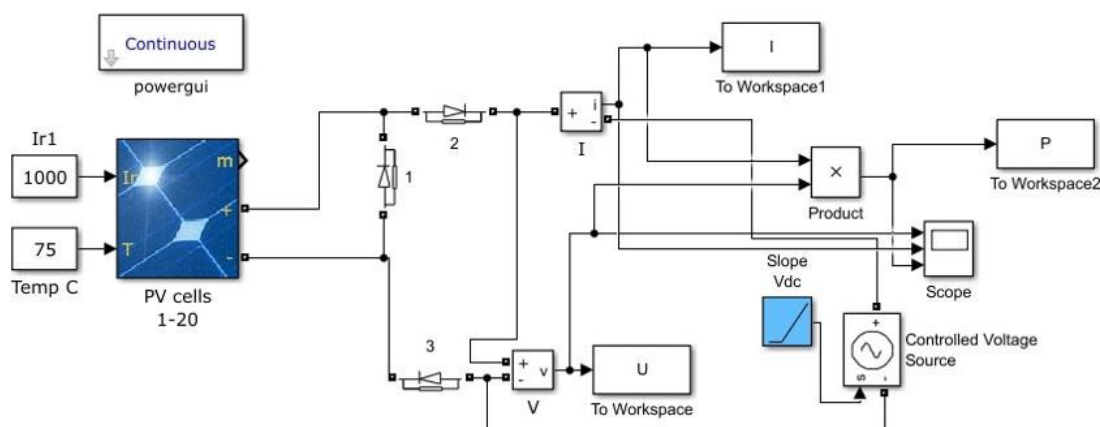 Continuous
powergui
I
To Workspace1
Ir1
1000
Ir
m
+
T
-
75
Temp C
PV cells
1-20
2
1
3
+
i
-
I
×
Product
P
To Workspace2
Scope
Slope
Vdc
+
s
-
Controlled Voltage
Source
+
-
v
V
U
To Workspace